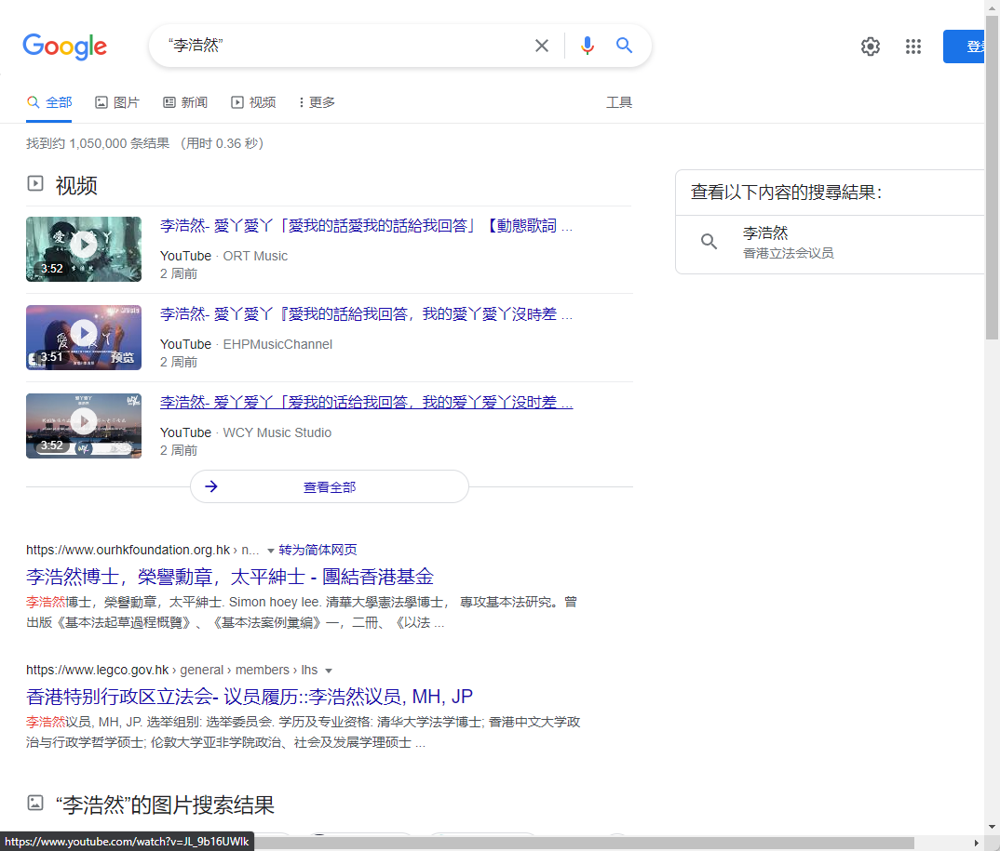 Google
“李浩然”
登
全部 图片 新闻 视频 更多 工具
找到约 1,050,000 条结果 （用时 0.36 秒）
视频
3:52
李浩然- 愛丫愛丫「愛我的話愛我的話給我回答」【動態歌詞 ...
YouTube · ORT Music
2 周前
3:51
预览
李浩然- 愛丫愛丫『愛我的話給我回答，我的愛丫愛丫沒時差 ...
YouTube · EHPMusicChannel
2 周前
3:52
李浩然- 爱丫爱丫「爱我的话给我回答，我的爱丫爱丫没时差 ...
YouTube · WCY Music Studio
2 周前
查看全部
查看以下內容的搜尋結果：
李浩然
香港立法会议员
https://www.ourhkfoundation.org.hk › n... 转为简体网页
李浩然博士，榮譽勳章，太平紳士 - 團結香港基金
李浩然博士，榮譽勳章，太平紳士. Simon hoey lee. 清華大學憲法學博士， 專攻基本法研究。曾
出版《基本法起草過程概覽》、《基本法案例彙編》一，二冊、《以法 ...
https://www.legco.gov.hk › general › members › lhs
香港特别行政区立法会- 议员履历::李浩然议员, MH, JP
李浩然议员, MH, JP. 选举组别: 选举委员会. 学历及专业资格: 清华大学法学博士; 香港中文大学政
治与行政学哲学硕士; 伦敦大学亚非学院政治、社会及发展学理硕士 ...
“李浩然”的图片搜索结果
https://www.youtube.com/watch?v=JL_9b16UWlk